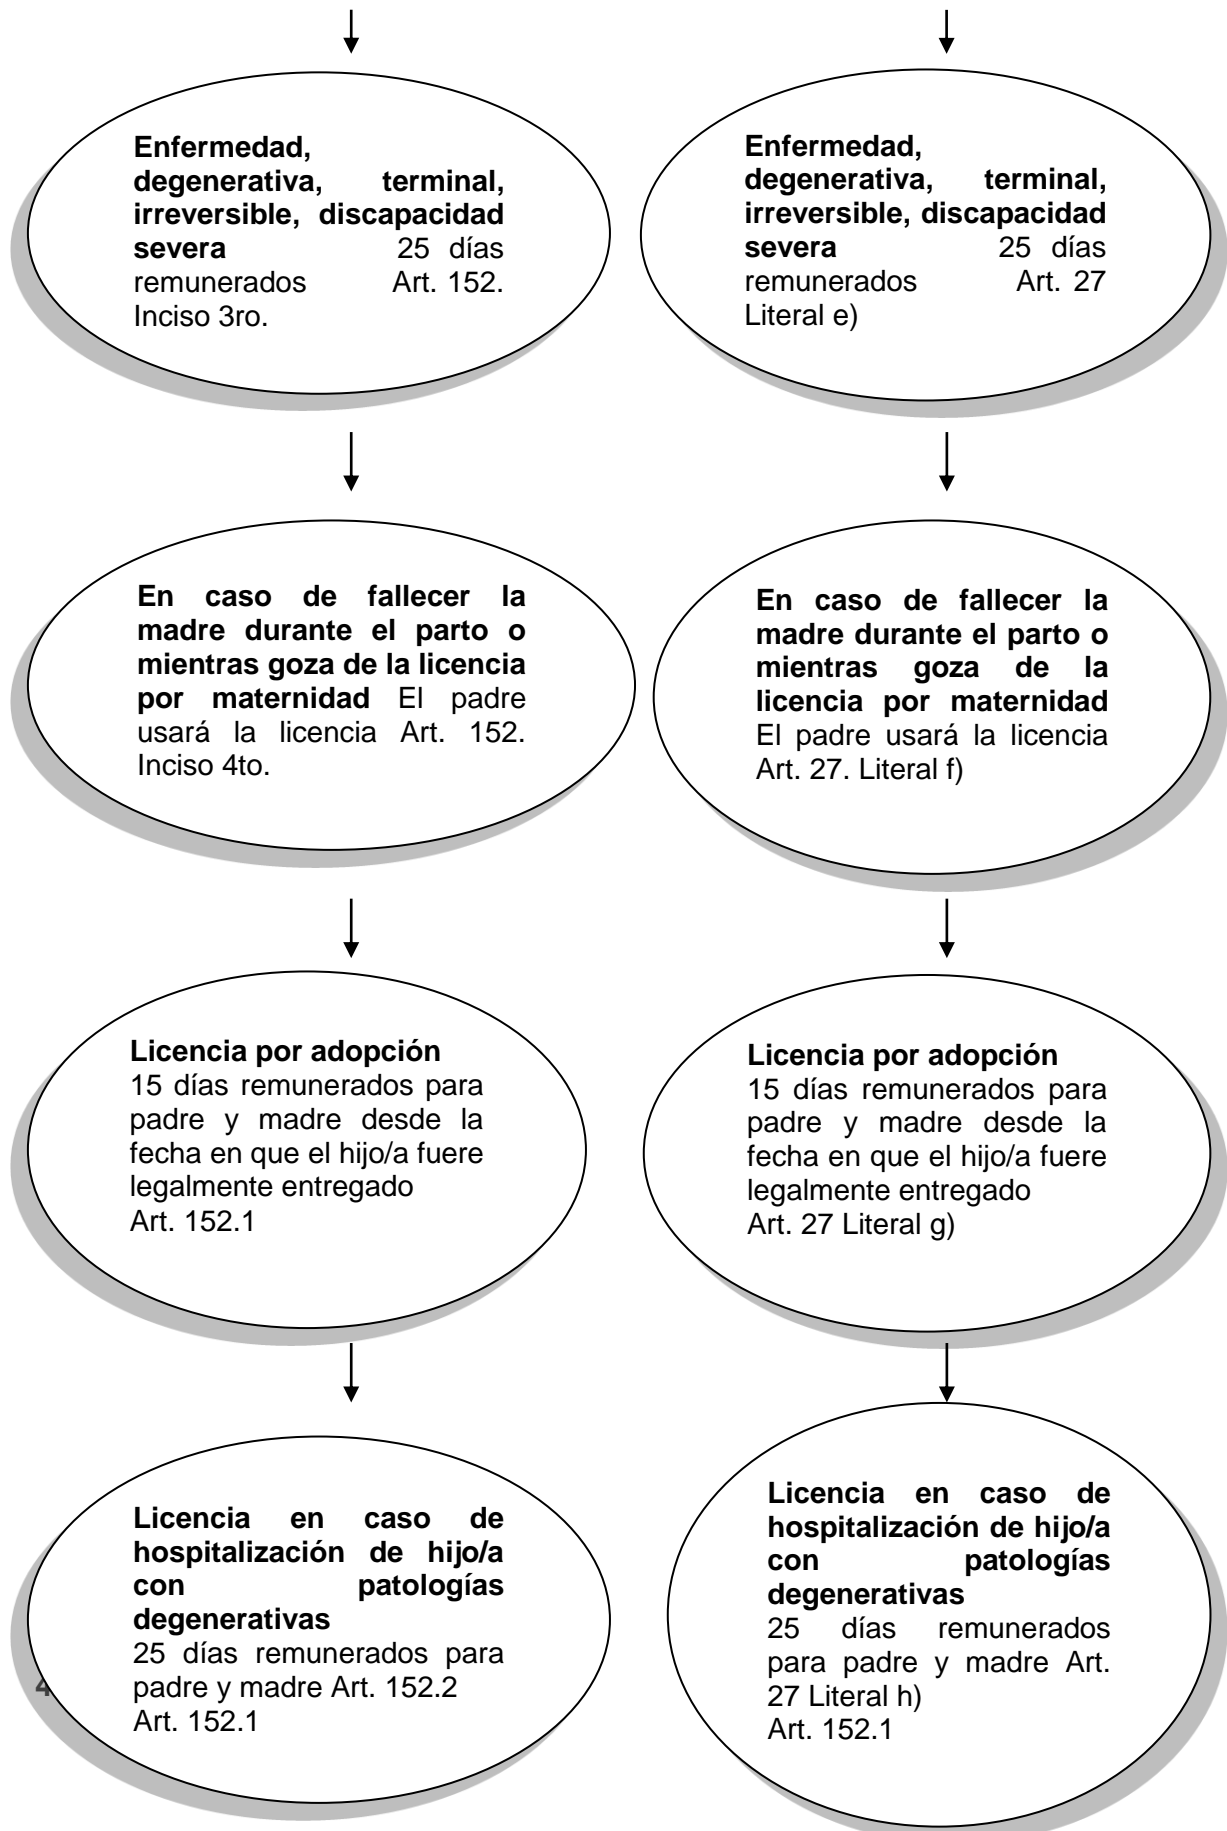 Enfermedad,
degenerativa, terminal,
irreversible, discapacidad
severa 25 días
remunerados Art. 152.
Inciso 3ro.
Enfermedad,
degenerativa, terminal,
irreversible, discapacidad
severa 25 días
remunerados Art. 27
Literal e)
En caso de fallecer la
madre durante el parto o
mientras goza de la licencia
por maternidad El padre
usará la licencia Art. 152.
Inciso 4to.
En caso de fallecer la
madre durante el parto o
mientras goza de la
licencia por maternidad
El padre usará la licencia
Art. 27. Literal f)
Licencia por adopción
15 días remunerados para
padre y madre desde la
fecha en que el hijo/a fuere
legalmente entregado
Art. 152.1
Licencia por adopción
15 días remunerados para
padre y madre desde la
fecha en que el hijo/a fuere
legalmente entregado
Art. 27 Literal g)
Licencia en caso de
hospitalización de hijo/a
con patologías
degenerativas
25 días remunerados para
padre y madre Art. 152.2
Art. 152.1
Licencia en caso de
hospitalización de hijo/a
con patologías
degenerativas
25 días remunerados
para padre y madre Art.
27 Literal h)
Art. 152.1